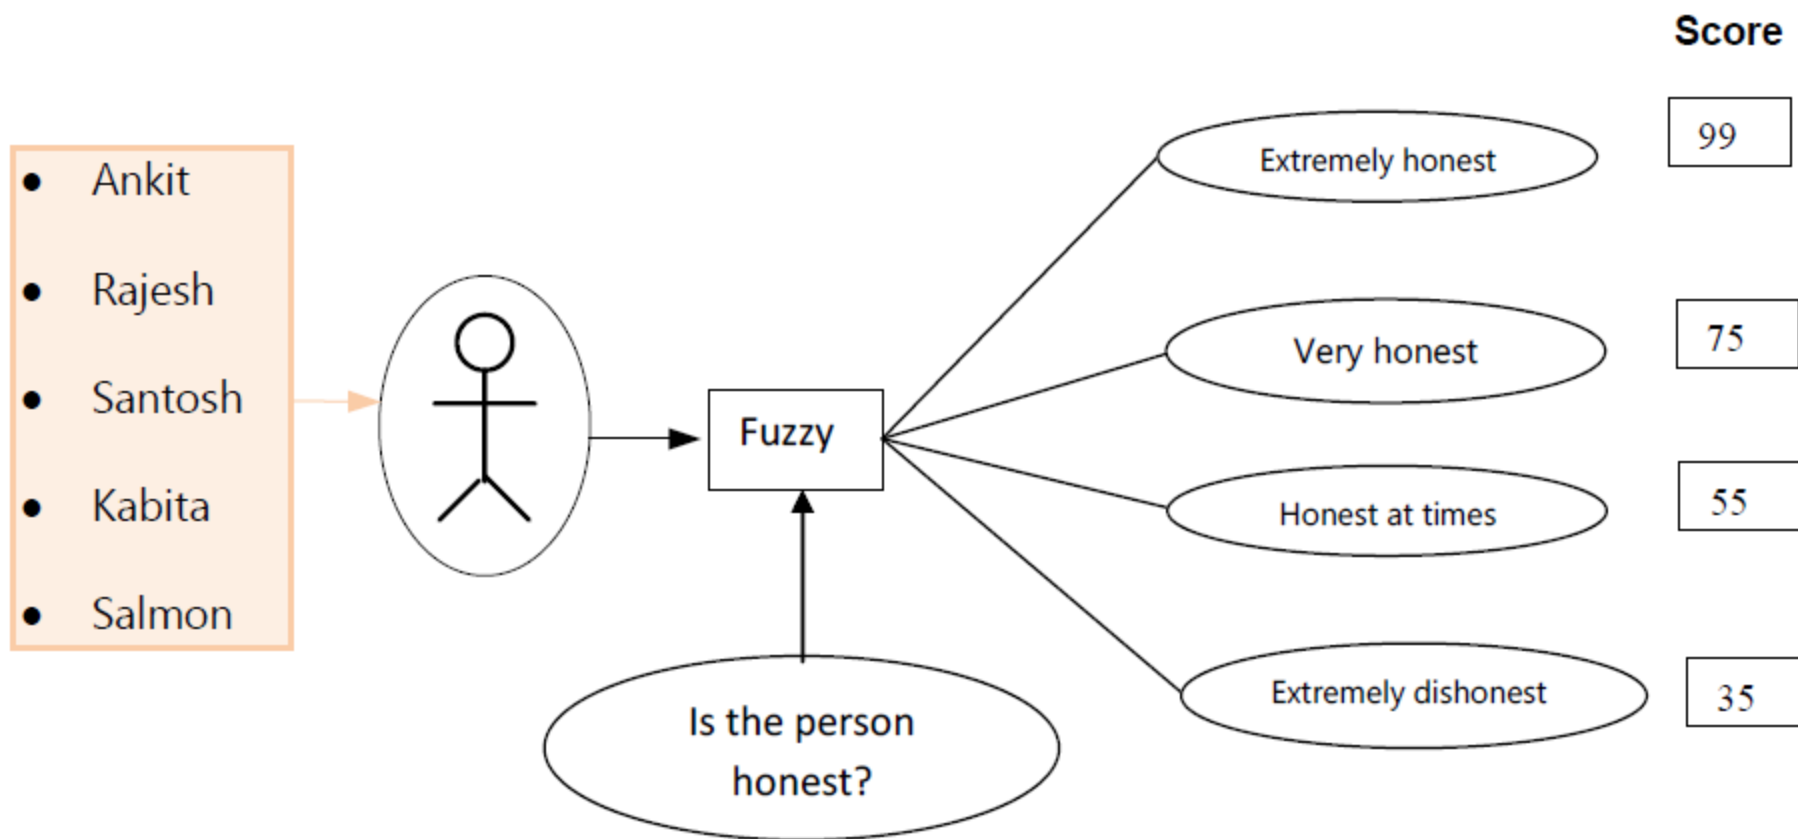 Score
• Ankit
• Rajesh
• Santosh
• Kabita
• Salmon
Fuzzy
Is the person
honest?
Extremely honest
99
Very honest
75
Honest at times
55
Extremely dishonest
35